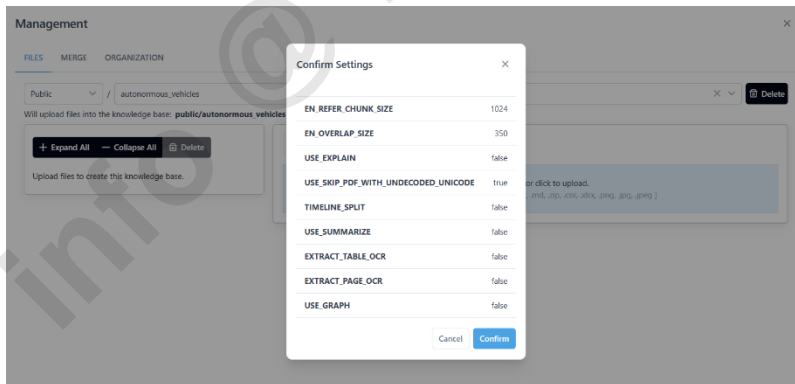 Management
×
FILES MERGE ORGANIZATION
Public / autonormous_vehicles
Delete
Will upload files into the knowledge base: public/autonormous_vehicles
+ Expand All — Collapse All Delete
Upload files to create this knowledge base.
or click to upload.
.md, .zip, .csv, .xlsx, .png, .jpg, .jpeg )
Confirm Settings ×
EN_REFER_CHUNK_SIZE 1024
EN_OVERLAP_SIZE 350
USE_EXPLAIN false
USE_SKIP_PDF_WITH_UNDECODED_UNICODE true
TIMELINE_SPLIT false
USE_SUMMARIZE false
EXTRACT_TABLE_OCR false
EXTRACT_PAGE_OCR false
USE_GRAPH false
Cancel Confirm
info @